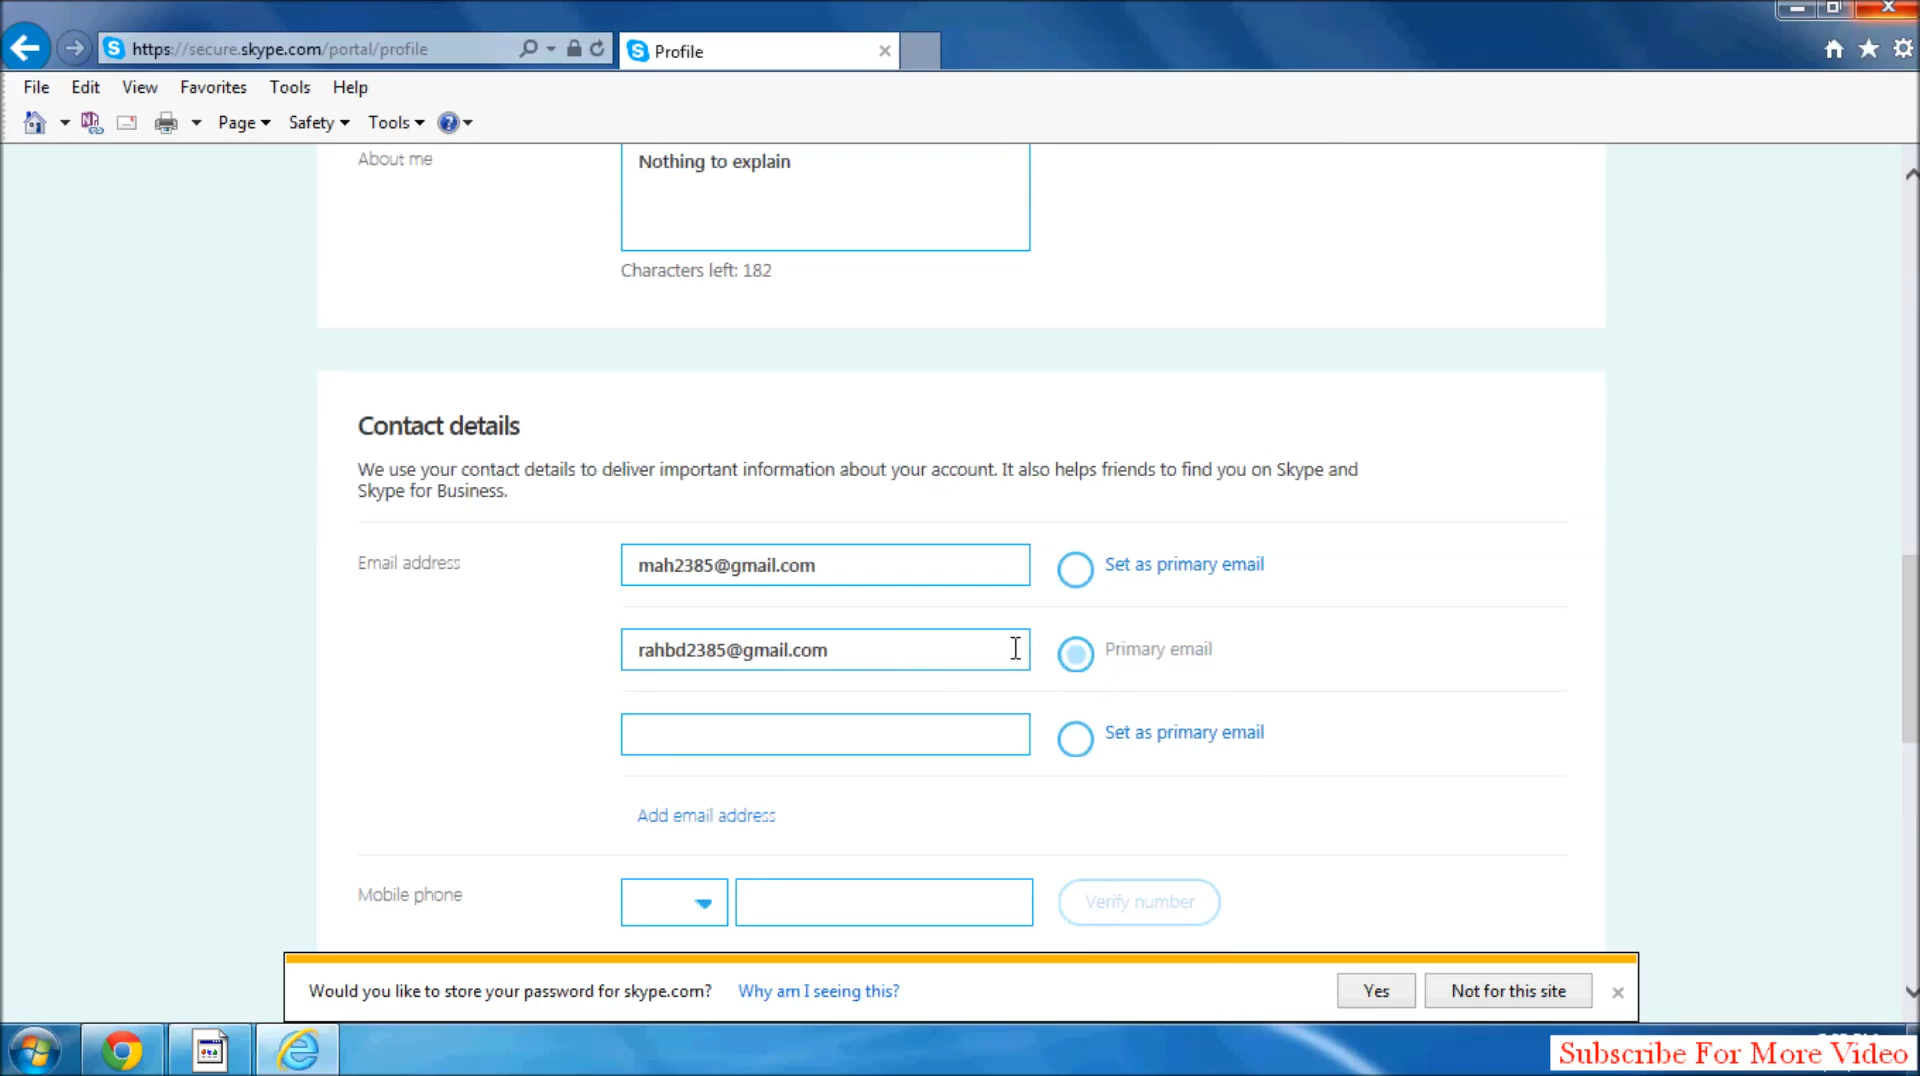 https://secure.skype.com/portal/profile
Profile
File Edit View Favorites Tools Help
Page Safety Tools
About me
Nothing to explain
Characters left: 182
Contact details
We use your contact details to deliver important information about your account. It also helps friends to find you on Skype and
Skype for Business.
Email address
mah2385@gmail.com
Set as primary email
rahbd2385@gmail.com
Primary email
Set as primary email
Add email address
Mobile phone
Verify number
Would you like to store your password for skype.com? Why am I seeing this? Yes Not for this site
Subscribe For More Video